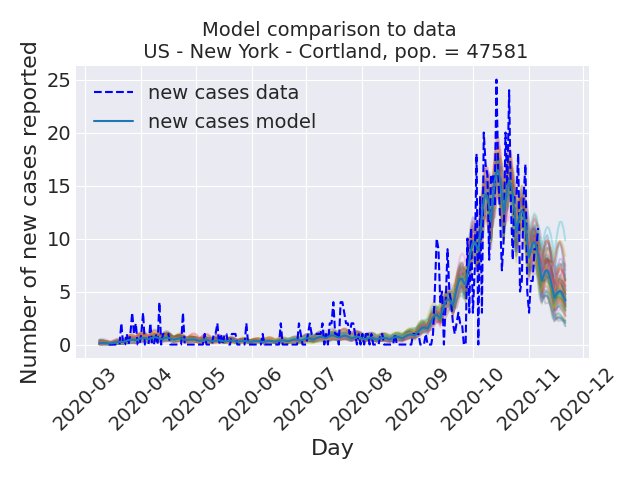 Model comparison to data
US - New York - Cortland, pop. = 47581
Number of new cases reported
25
20
15
10
5
0
new cases data
new cases model
2020-03
2020-04
2020-05
2020-06
2020-07
2020-08
2020-09
2020-10
2020-11
2020-12
Day